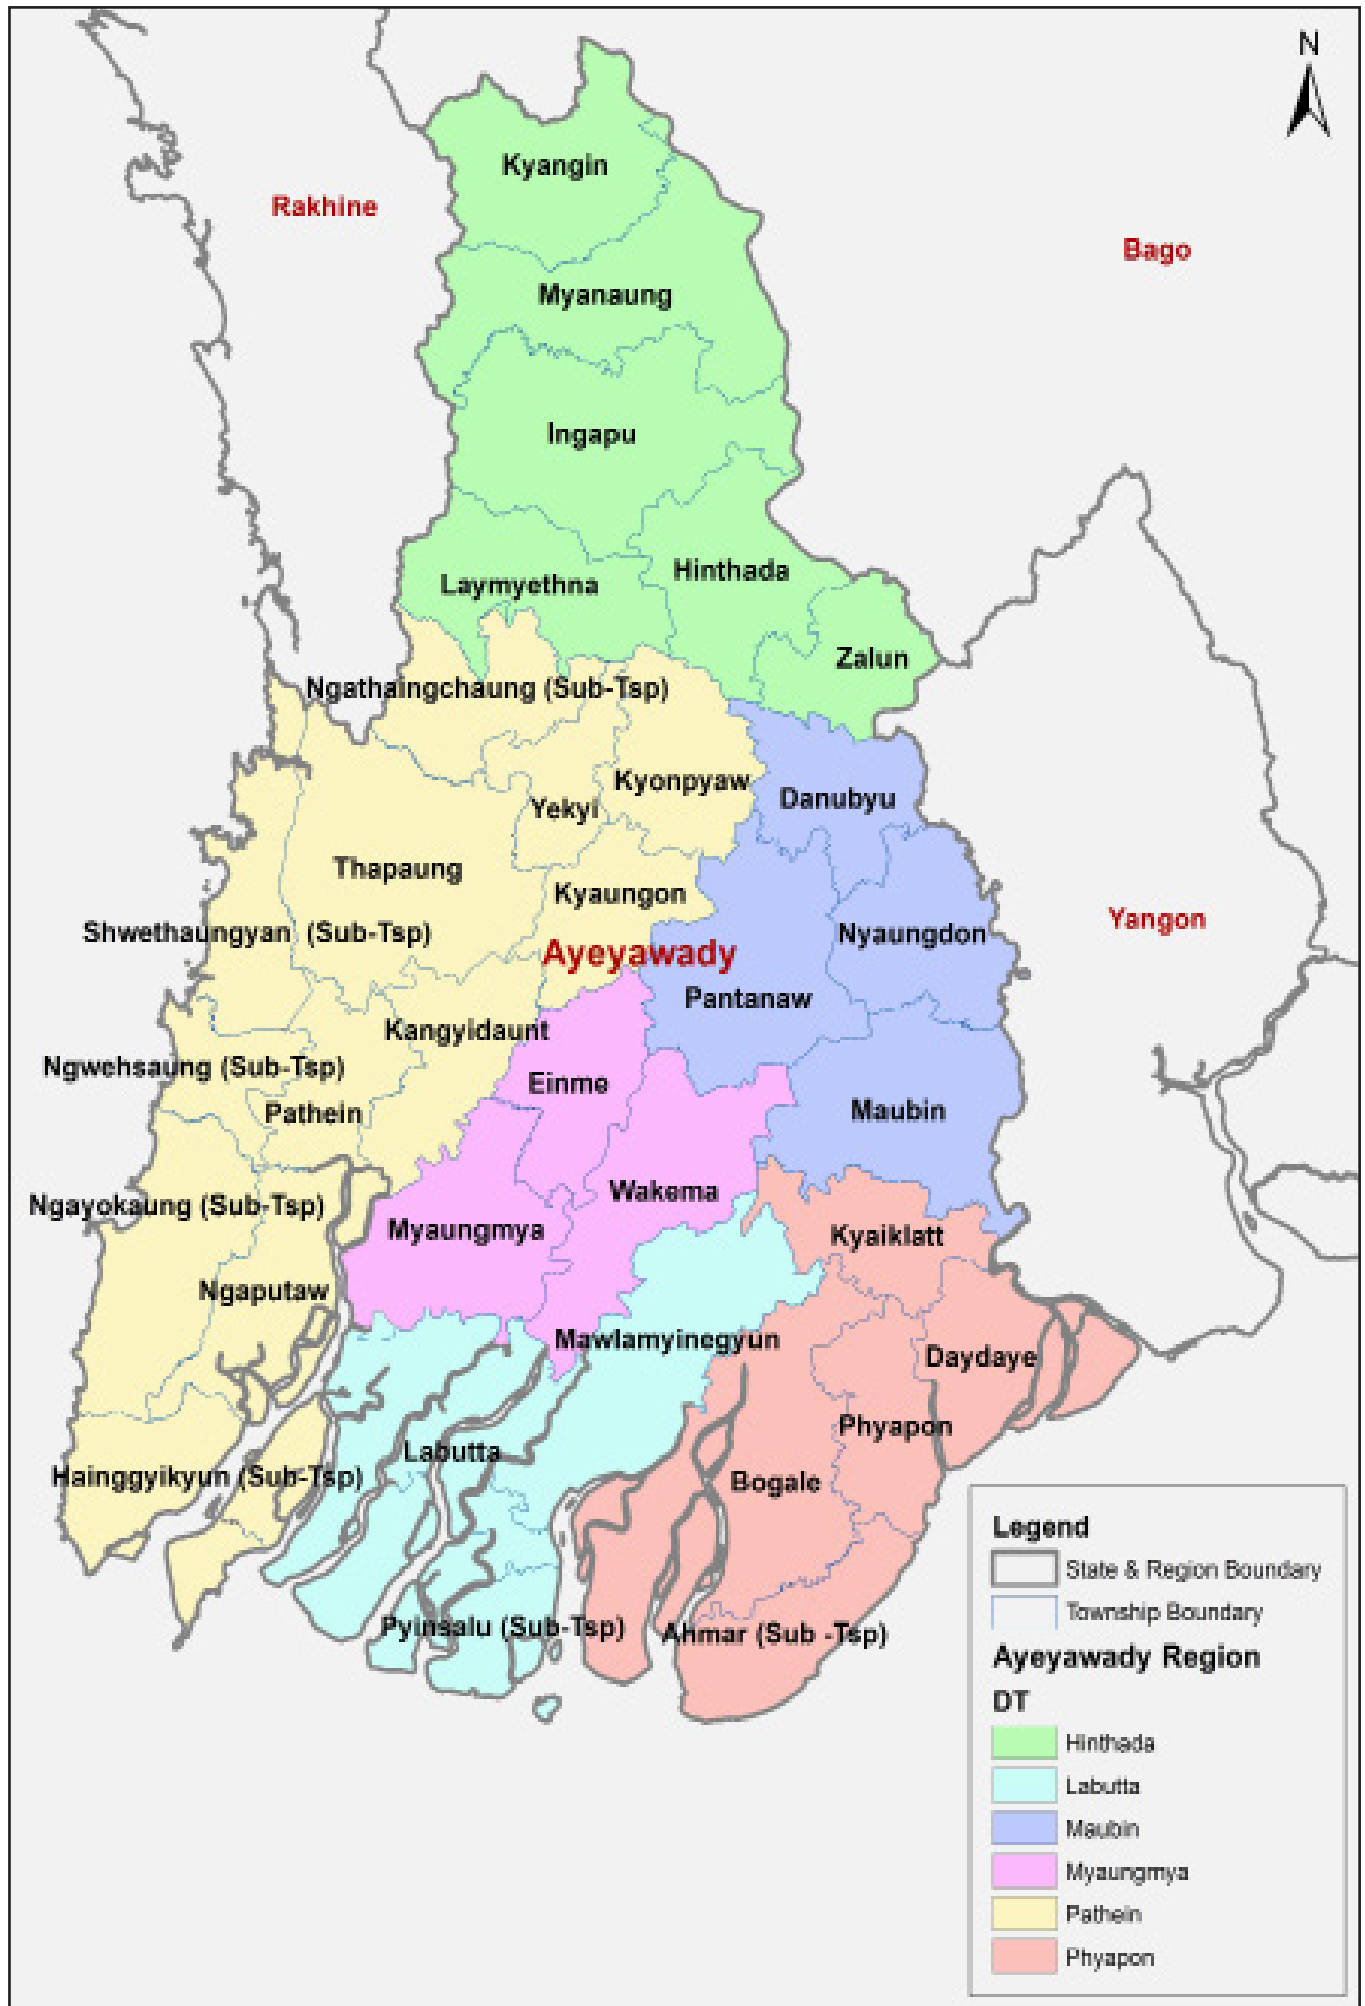 N
Kyangin
Rakhine
Bago
Myanaung
Ingapu
Hinthada
Laymyethna
Zalun
Ngathaingchaung (Sub-Tsp)
Kyonpyaw
Danubyu
Yekyi
Thapaung
Kyaungon
Yangon
Shwethaungyan (Sub-Tsp)
Nyaungdon
Ayeyawady
Pantanaw
Kangyidaunt
Ngwehsaung (Sub-Tsp)
Einme
Pathein
Maubin
Wakema
Ngayokaung (Sub-Tsp)
Myaungmya
Kyaiklatt
Ngaputaw
Mawlamyinegyun
Daydaye
Phyapon
Labutta
Hainggyikyun (Sub-Tsp)
Bogale
Pyinsalu (Sub-Tsp)
Ahmar (Sub -Tsp)
Legend
State & Region Boundary
Township Boundary
Ayeyawady Region
DT
Hinthada
Labutta
Maubin
Myaungmya
Pathein
Phyapon